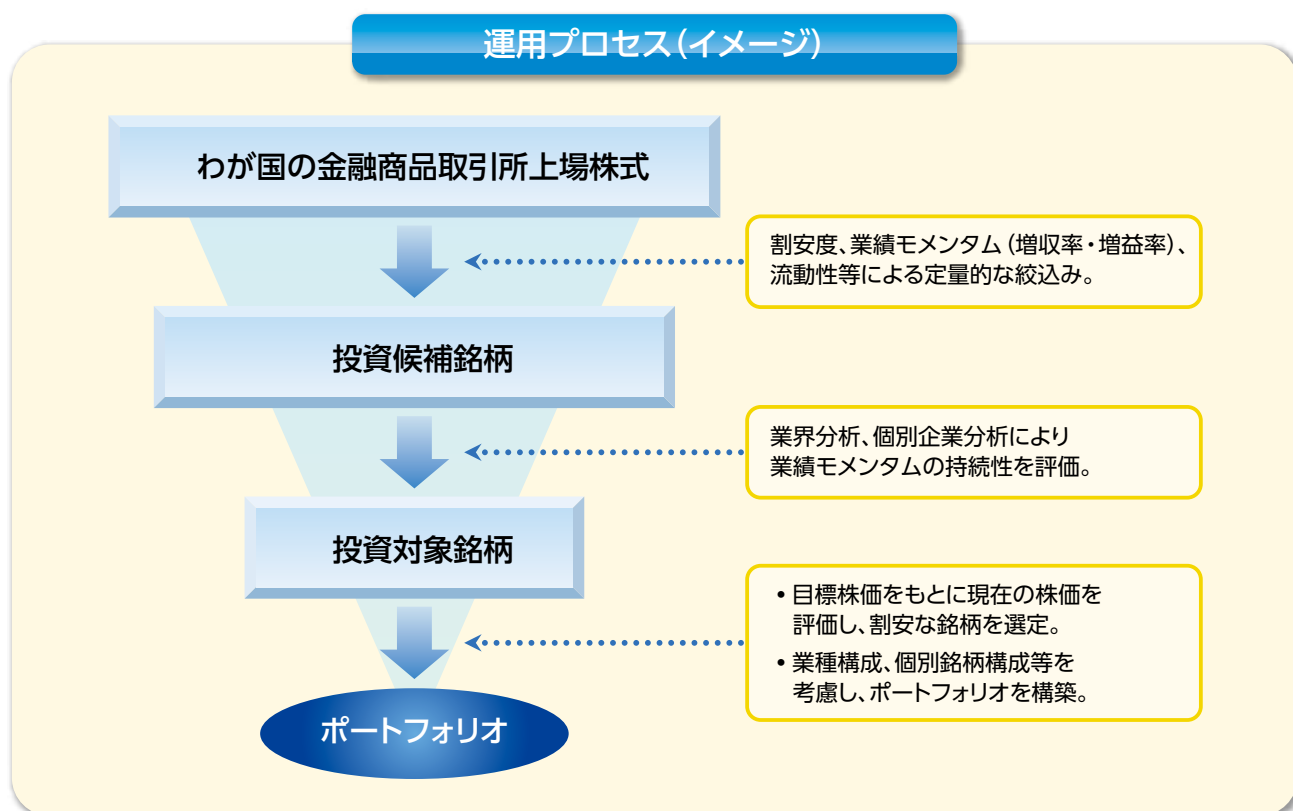 運用プロセス(イメージ)
わが国の金融商品取引所上場株式
割安度、業績モメンタム(増収率・増益率)、
流動性等による定量的な絞込み。
投資候補銘柄
業界分析、個別企業分析により
業績モメンタムの持続性を評価。
投資対象銘柄
• 目標株価をもとに現在の株価を
評価し、割安な銘柄を選定。
• 業種構成、個別銘柄構成等を
考慮し、ポートフォリオを構築。
ポートフォリオ